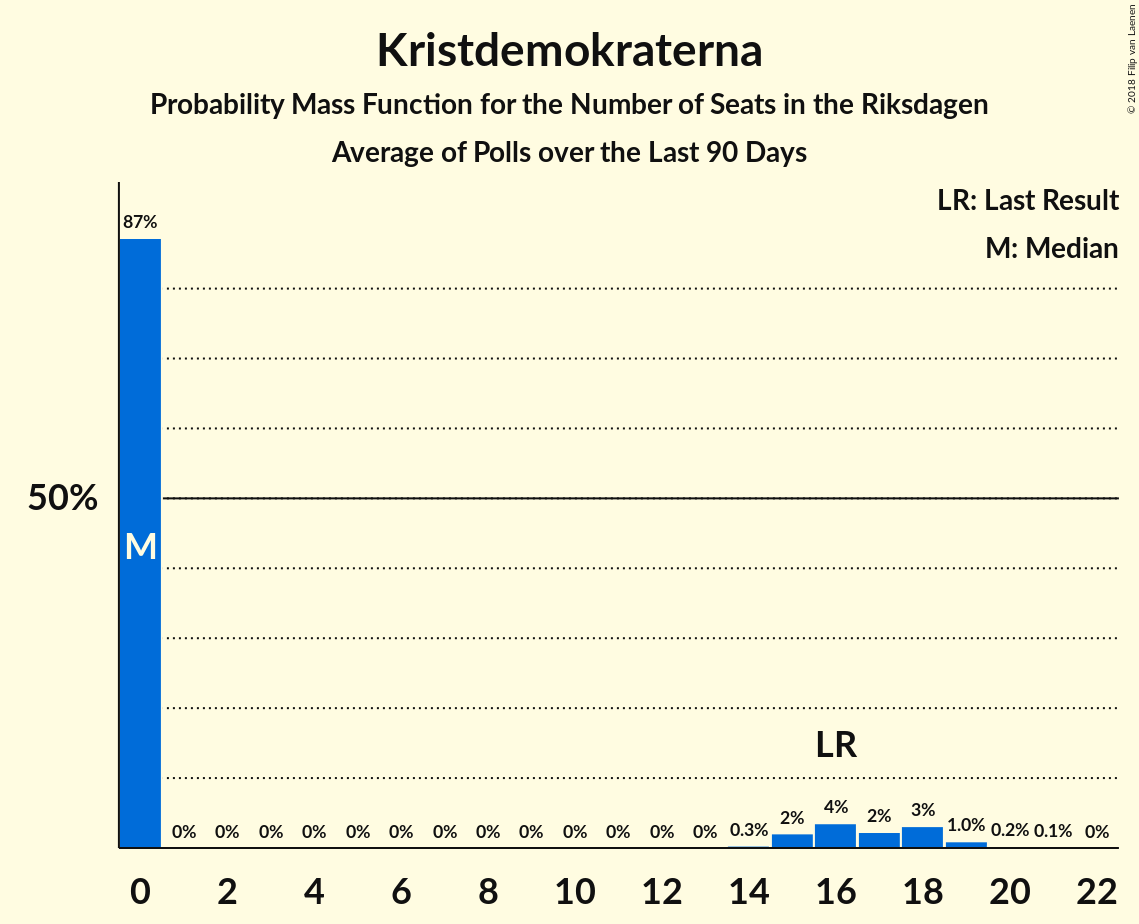 Kristdemokraterna
Probability Mass Function for the Number of Seats in the Riksdagen
Average of Polls over the Last 90 Days
© 2018 Filip van Laenen
LR: Last Result
M: Median
87%
50%
M
LR
0% 0% 0% 0% 0% 0% 0% 0% 0% 0% 0% 0% 0% 0.3% 2% 4% 2% 3% 1.0% 0.2% 0.1% 0%
0 2 4 6 8 10 12 14 16 18 20 22